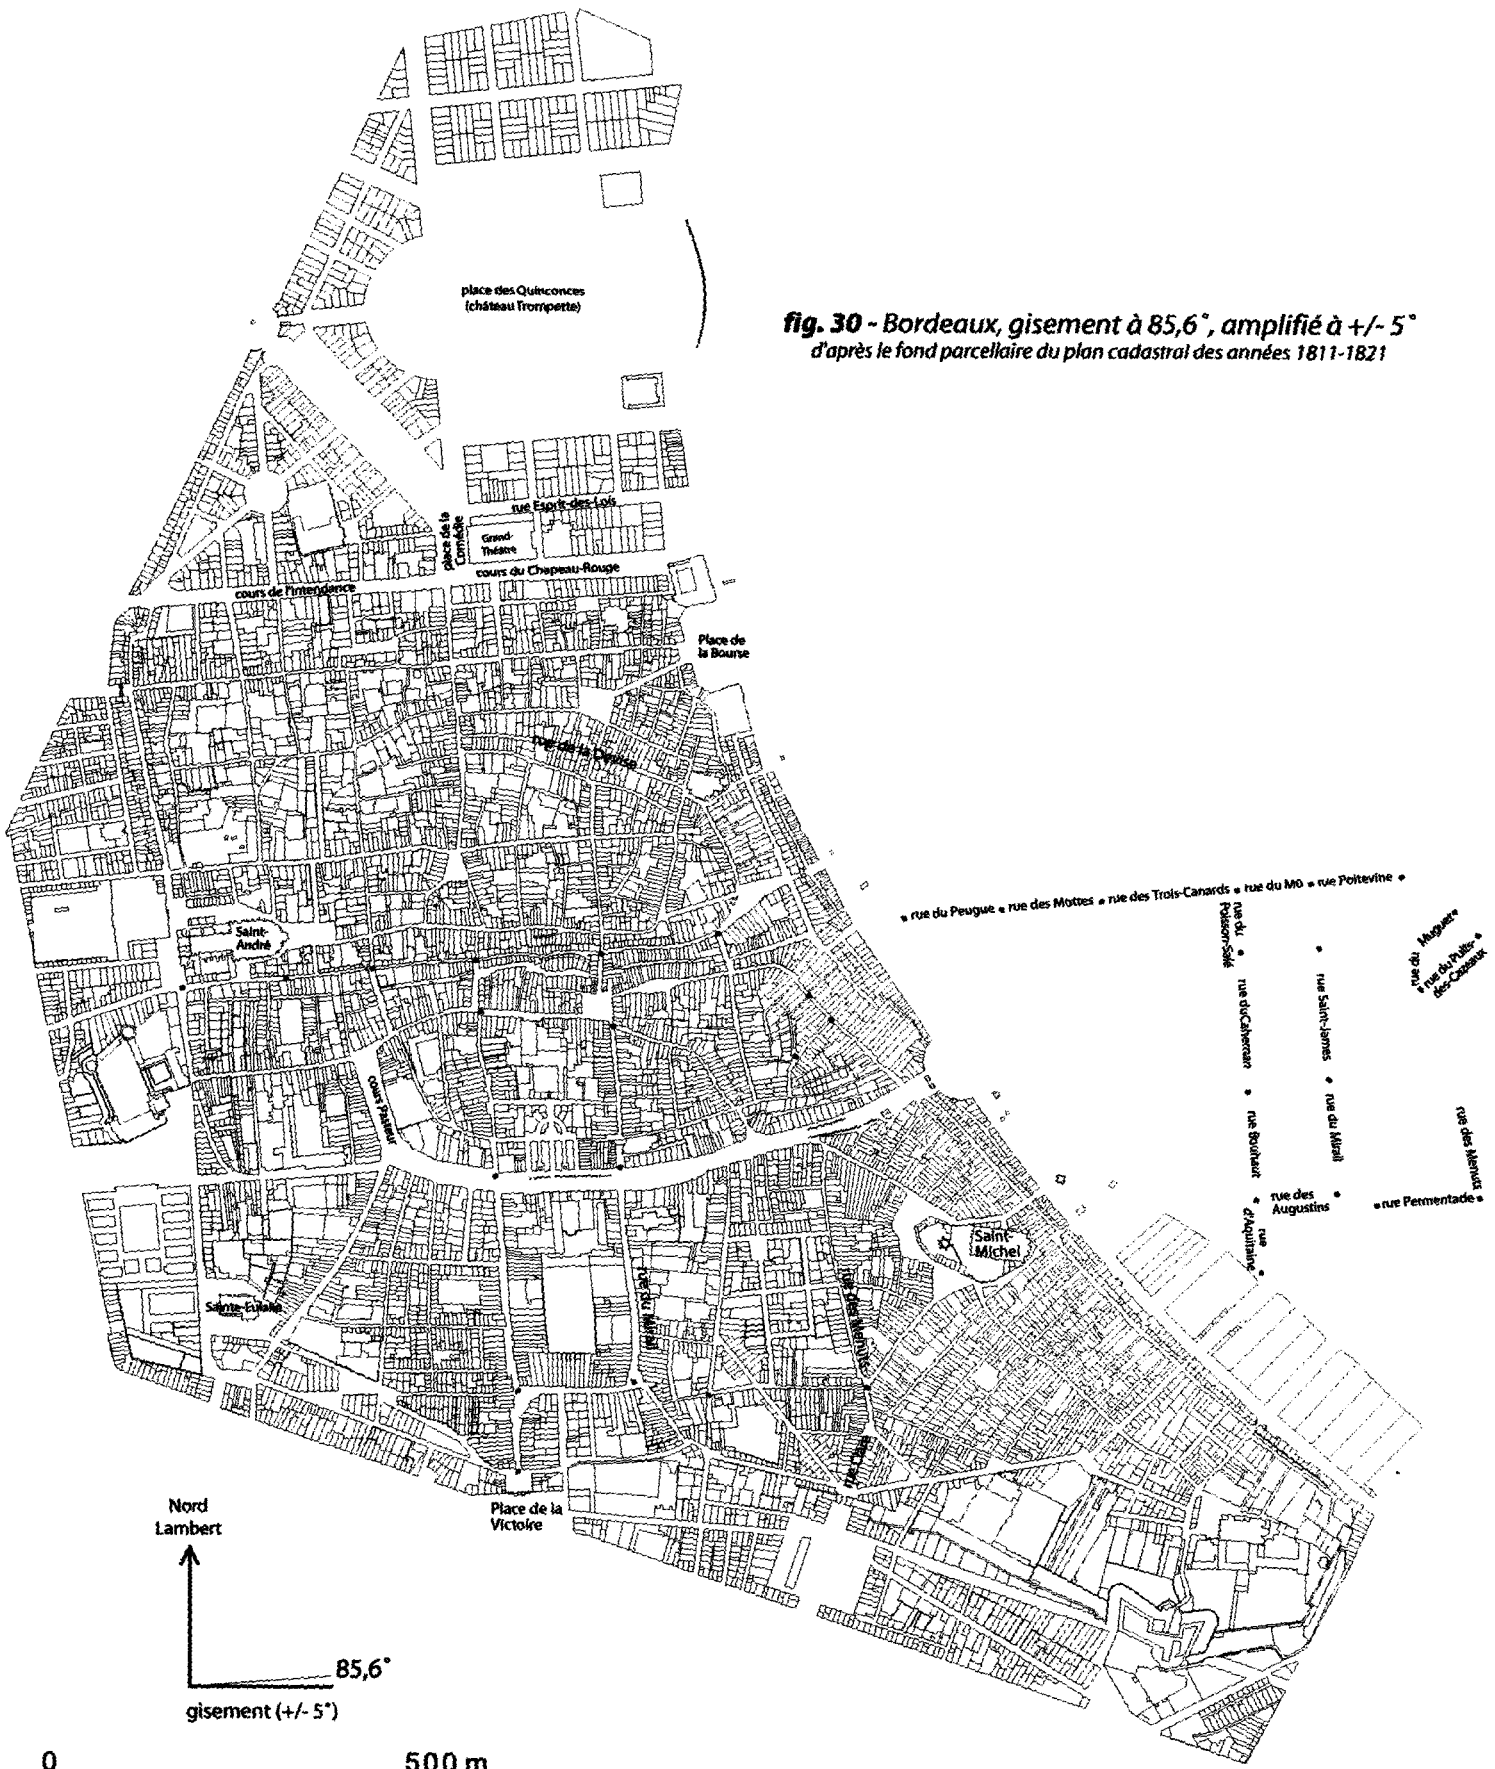 place des Quinconces
(château Trompette)
fig. 30 - Bordeaux, gisement à 85,6°, amplifié à +/- 5°
d'après le fond parcellaire du plan cadastral des années 1811-1821
rue Esprit-des-Lois
place de la
Comédie
Grand-
Théâtre
cours du Chapeau-Rouge
cours de l'Intendance
Place de
la Bourse
rue de la Devise
rue du Peugue
rue des Mottes
rue des Trois-Canards
rue du Mû
rue Poitevine
rue du
Poisson-Salé
Saint-
André
rue du Muguet
rue du Puits-
des-Cazeaux
rue du Cahernan
rue Saint-James
cours Pasteur
rue Bouhaut
rue du Mirail
rue des Menuts
rue des
Augustins
rue Permentade
rue
d'Aquitaine
Saint-
Michel
Sainte-Eulalie
rue du Mirail
rue des Menuts
rue Clare
Place de la
Victoire
Nord
Lambert
85,6°
gisement (+/- 5°)
0
500 m